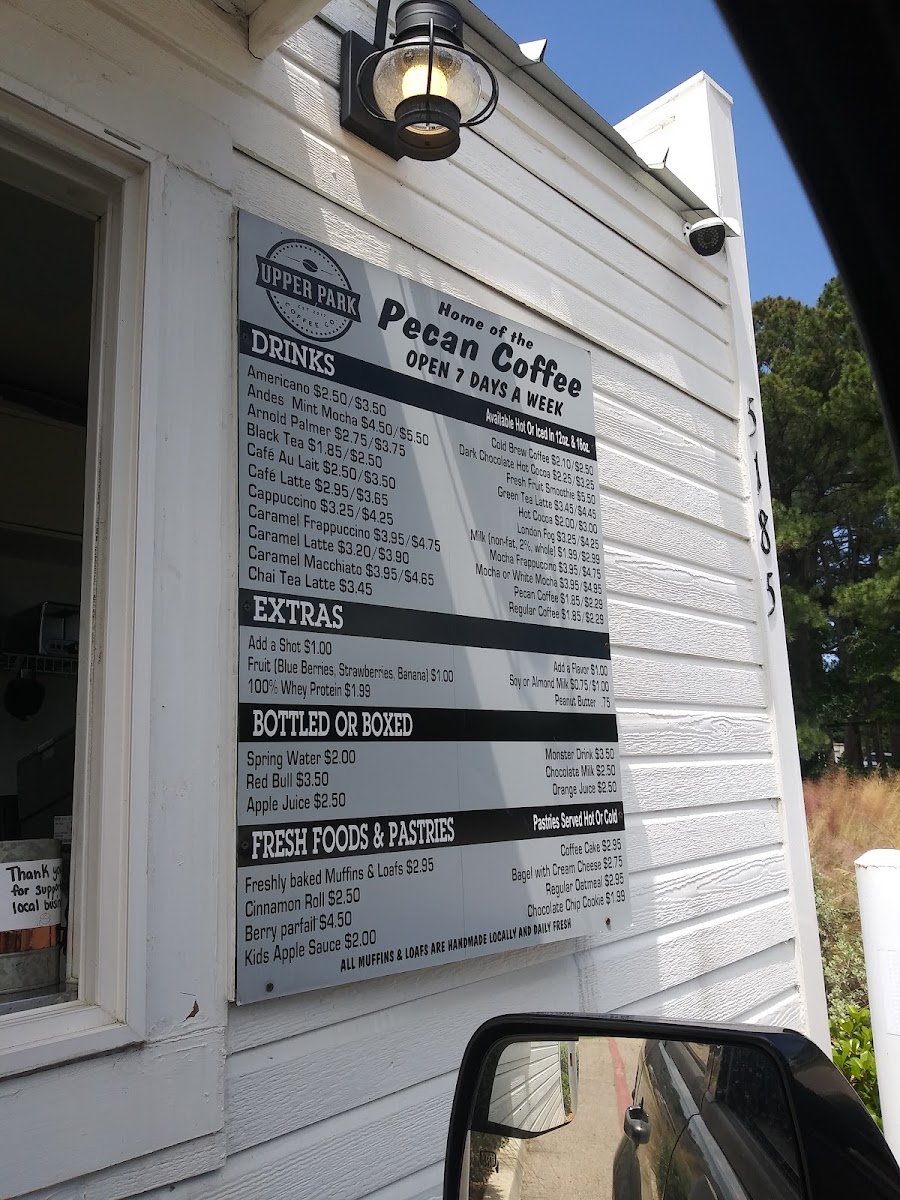 UPPER PARK
EST 2017
COFFEE CO.
Home of the
Pecan Coffee
OPEN 7 DAYS A WEEK
DRINKS
Available Hot Or Iced In 12oz. & 16oz.
Americano $2.50/$3.50
Andes Mint Mocha $4.50/$5.50
Arnold Palmer $2.75/$3.75
Black Tea $1.85/$2.50
Café Au Lait $2.50/$3.50
Café Latte $2.95/$3.65
Cappuccino $3.25/$4.25
Caramel Frappuccino $3.95/$4.75
Caramel Latte $3.20/$3.90
Caramel Macchiato $3.95/$4.65
Chai Tea Latte $3.45
Cold Brew Coffee $2.10/$2.50
Dark Chocolate Hot Cocoa $2.25/$3.25
Fresh Fruit Smoothie $5.50
Green Tea Latte $3.45/$4.45
Hot Cocoa $2.00/$3.00
London Fog $3.25/$4.25
Milk (non-fat, 2%, whole) $1.99/$2.99
Mocha Frappuccino $3.95/$4.75
Mocha or White Mocha $3.95/$4.95
Pecan Coffee $1.85/$2.29
Regular Coffee $1.85/$2.29
EXTRAS
Add a Shot $1.00
Fruit (Blue Berries, Strawberries, Banana) $1.00
100% Whey Protein $1.99
Add a Flavor $1.00
Soy or Almond Milk $0.75/$1.00
Peanut Butter .75
BOTTLED OR BOXED
Spring Water $2.00
Red Bull $3.50
Apple Juice $2.50
Monster Drink $3.50
Chocolate Milk $2.50
Orange Juice $2.50
FRESH FOODS & PASTRIES
Pastries Served Hot Or Cold
Freshly baked Muffins & Loafs $2.95
Cinnamon Roll $2.50
Berry parfait $4.50
Kids Apple Sauce $2.00
Coffee Cake $2.95
Bagel with Cream Cheese $2.75
Regular Oatmeal $2.95
Chocolate Chip Cookie $1.99
ALL MUFFINS & LOAFS ARE HANDMADE LOCALLY AND DAILY FRESH
5185
Thank
for
local